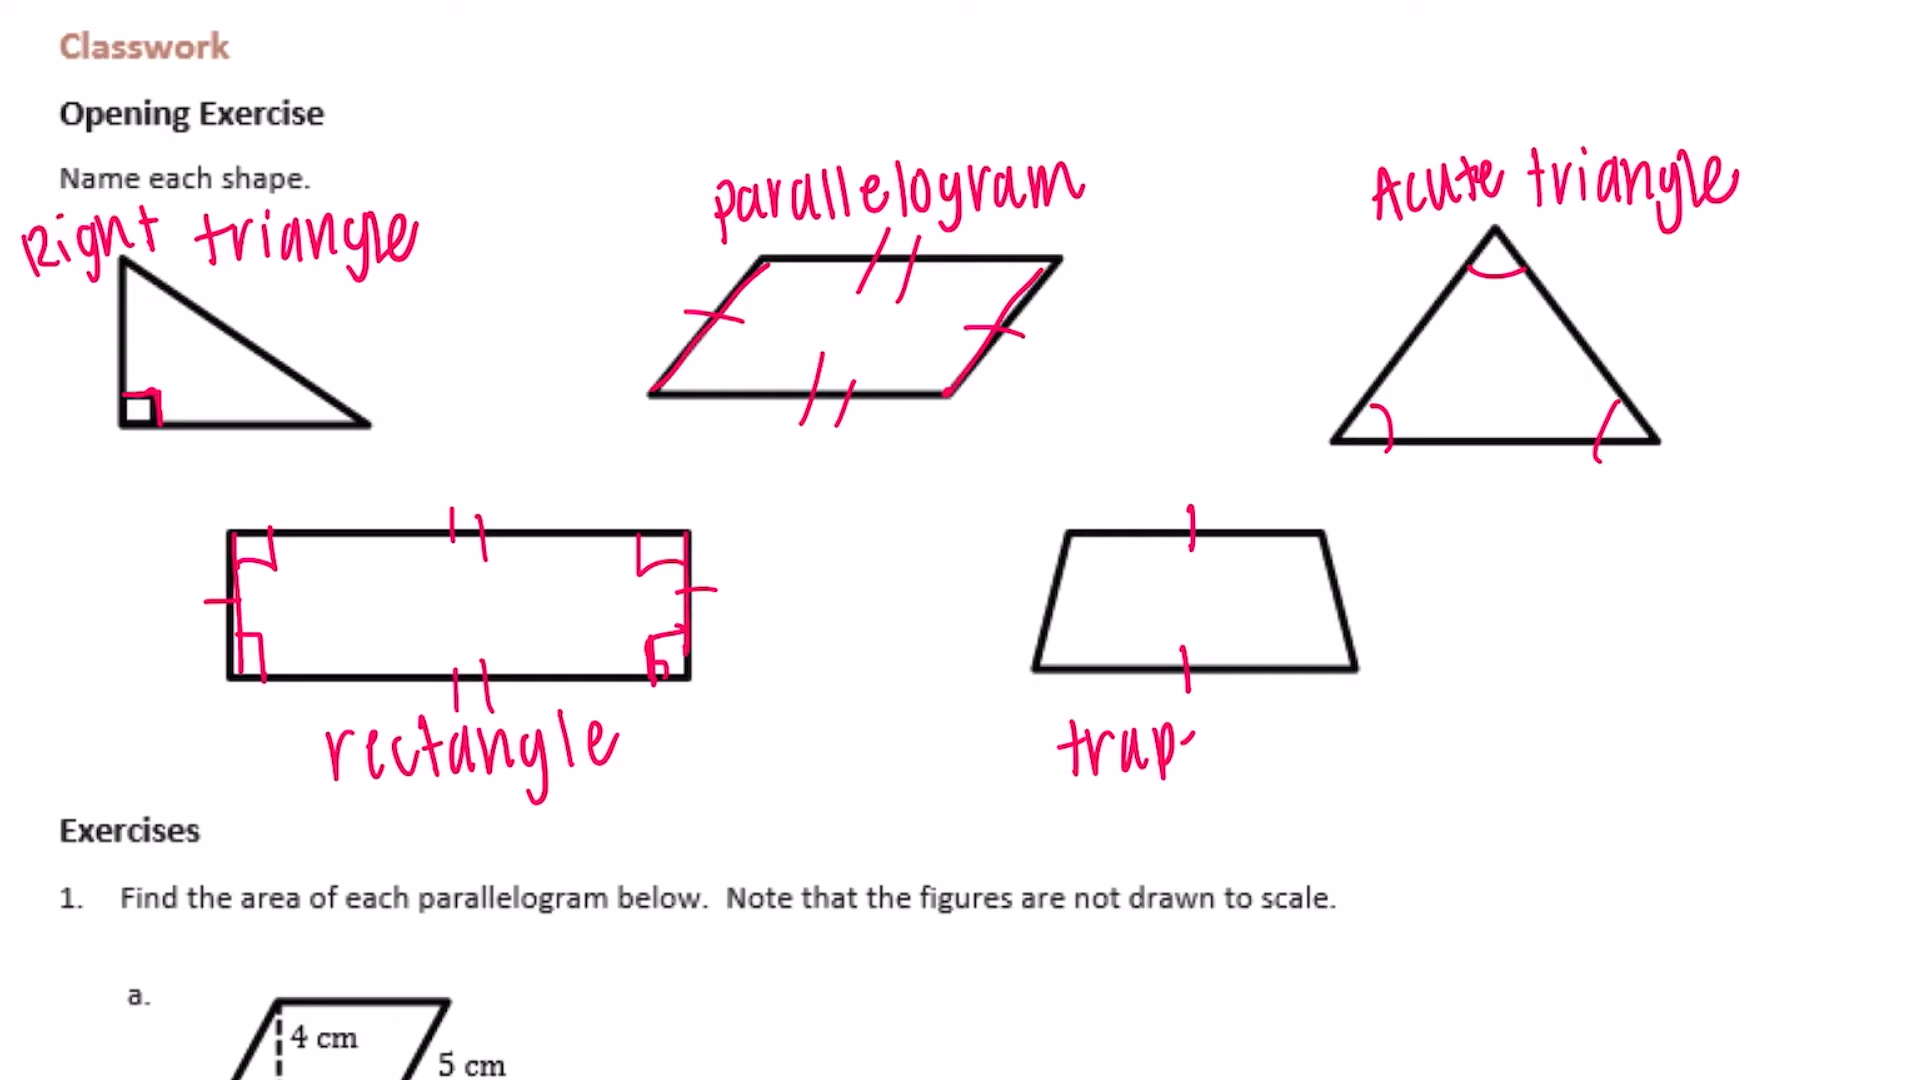 Classwork
Opening Exercise
Name each shape.
Right triangle
parallelogram
Acute triangle
rectangle
trap
Exercises
1. Find the area of each parallelogram below. Note that the figures are not drawn to scale.
a.
4 cm
5 cm